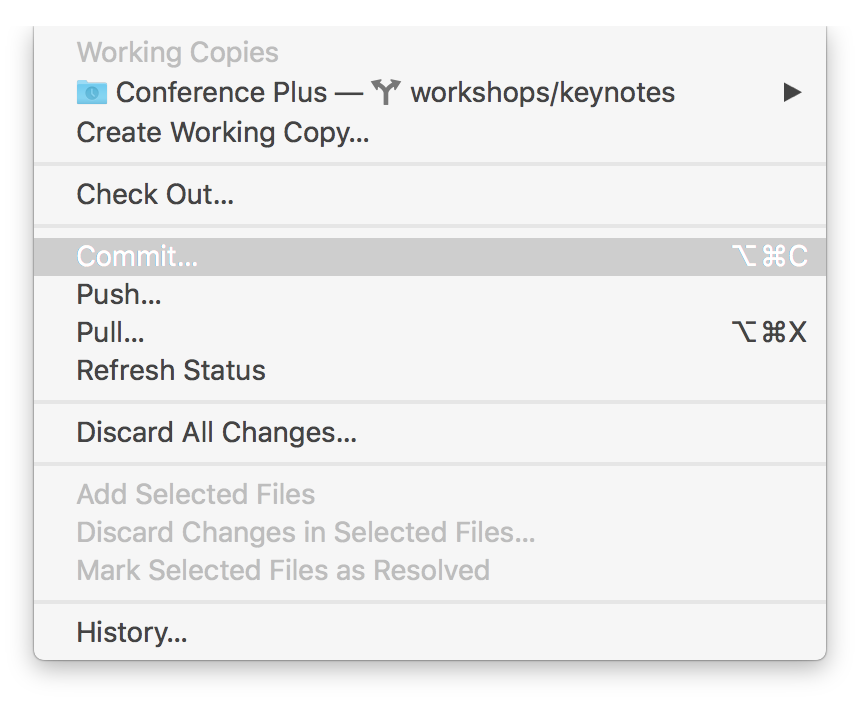 Working Copies
Conference Plus — workshops/keynotes ▶
Create Working Copy...
Check Out...
Commit... ⌥⌘C
Push...
Pull... ⌥⌘X
Refresh Status
Discard All Changes...
Add Selected Files
Discard Changes in Selected Files...
Mark Selected Files as Resolved
History...